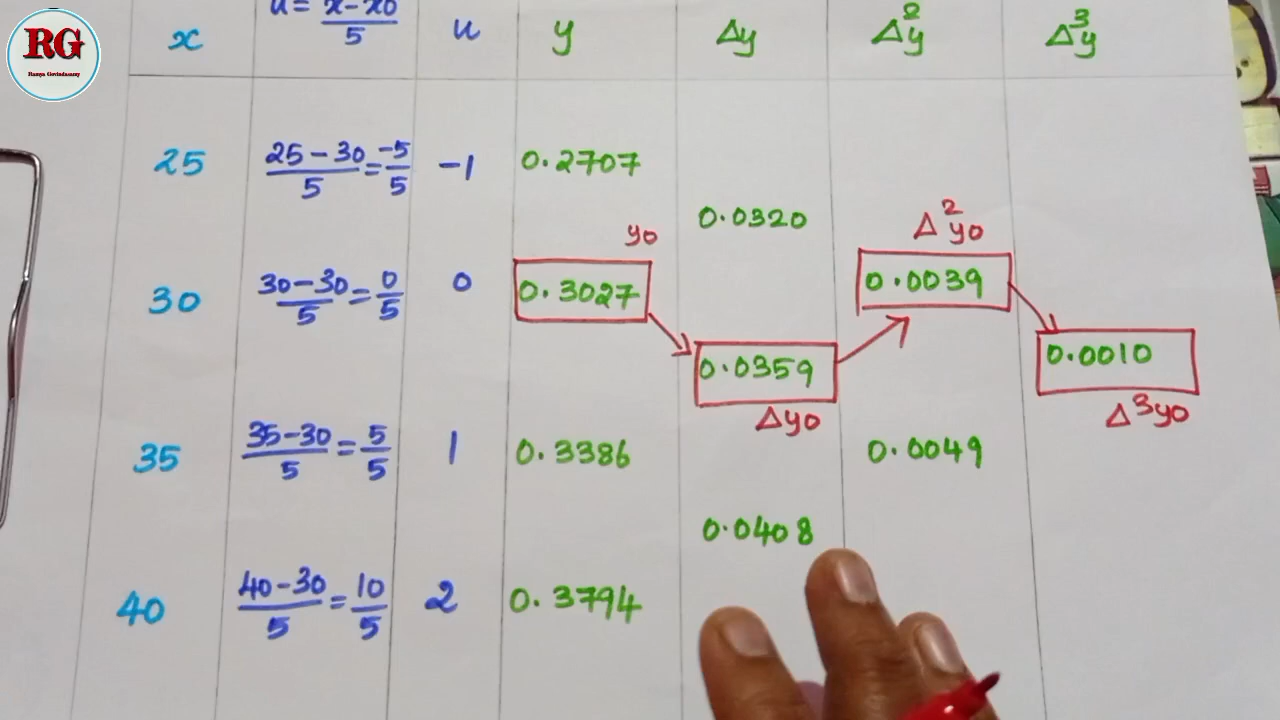 RG
Ramya Govindasamy
x u = x-x0/5 u y Δy Δ²y Δ³y
25 25-30/5 = -5/5 -1 0.2707
0.0320
y0 Δ²y0
30 30-30/5 = 0/5 0 0.3027 0.0039
0.0359 0.0010
Δy0 Δ³y0
35 35-30/5 = 5/5 1 0.3386 0.0049
0.0408
40 40-30/5 = 10/5 2 0.3794